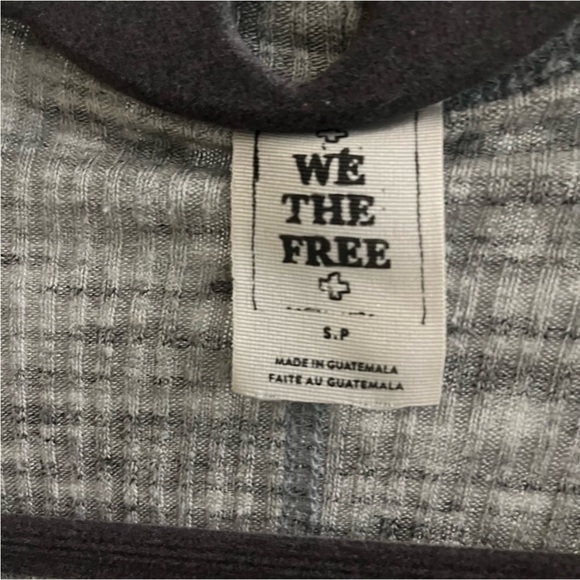 WE
THE
FREE
S.P
MADE IN GUATEMALA
FAITE AU GUATEMALA